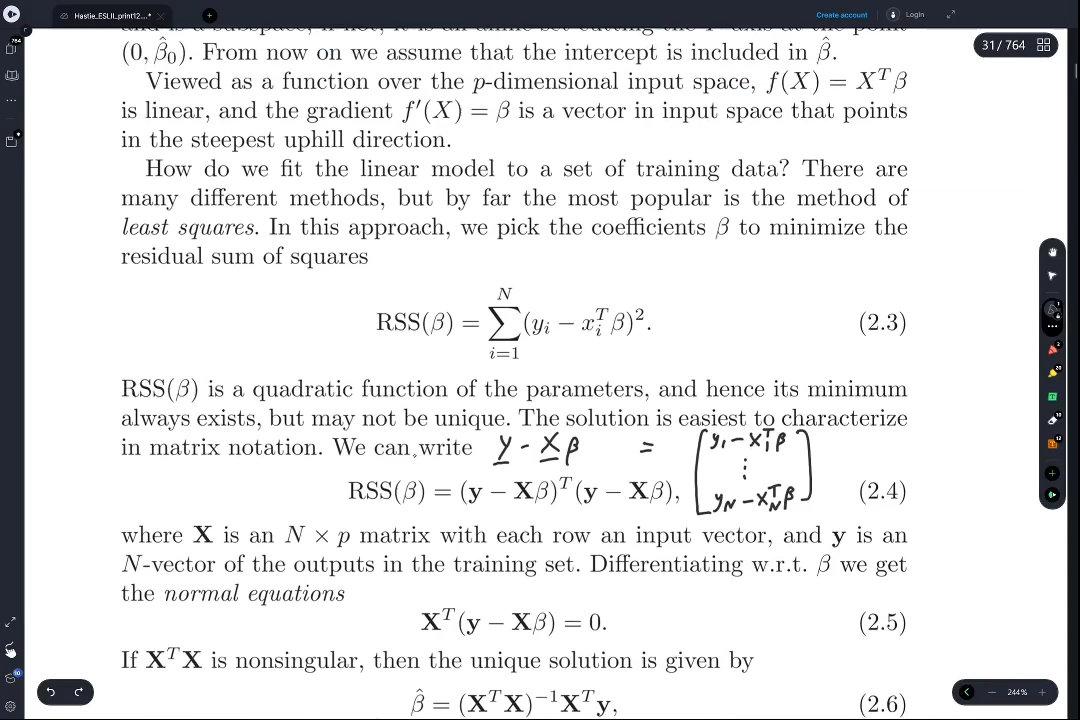 Hastie_ESLII_print12...*
Create account
Login
764
31 / 764
(0, β̂₀). From now on we assume that the intercept is included in β̂.
Viewed as a function over the p-dimensional input space, f(X) = XᵀΒ
is linear, and the gradient f′(X) = β is a vector in input space that points
in the steepest uphill direction.
How do we fit the linear model to a set of training data? There are
many different methods, but by far the most popular is the method of
least squares. In this approach, we pick the coefficients β to minimize the
residual sum of squares
RSS(β) = ∑_{i=1}^{N} (y_i − x_i^T β)². (2.3)
RSS(β) is a quadratic function of the parameters, and hence its minimum
always exists, but may not be unique. The solution is easiest to characterize
in matrix notation. We can write y - Xβ = [y₁ - x₁ᵀβ
⋮
y_N - x_N^T β]
RSS(β) = (y − Xβ)ᵀ(y − Xβ), (2.4)
where X is an N × p matrix with each row an input vector, and y is an
N-vector of the outputs in the training set. Differentiating w.r.t. β we get
the normal equations
Xᵀ(y − Xβ) = 0. (2.5)
If XᵀX is nonsingular, then the unique solution is given by
β̂ = (XᵀX)⁻¹Xᵀy, (2.6)
244%